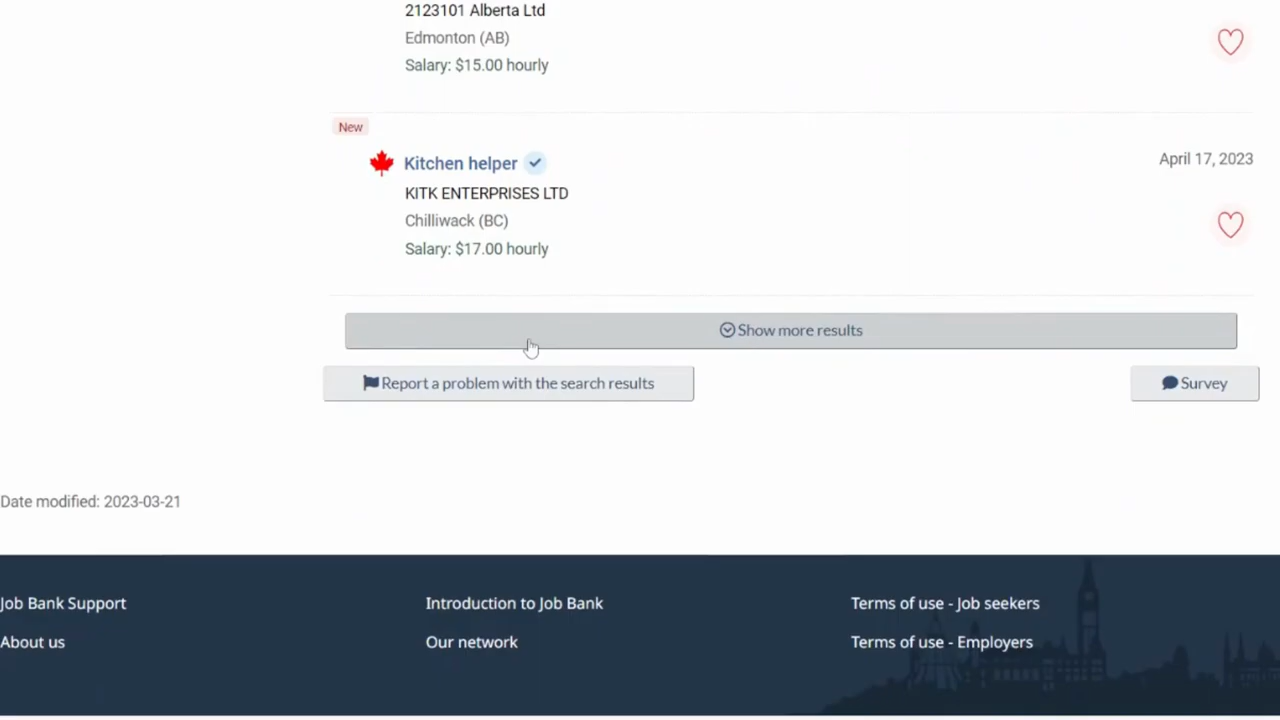 2123101 Alberta Ltd
Edmonton (AB)
Salary: $15.00 hourly
New
Kitchen helper
April 17, 2023
KITK ENTERPRISES LTD
Chilliwack (BC)
Salary: $17.00 hourly
Show more results
Report a problem with the search results
Survey
Date modified: 2023-03-21
Job Bank Support
Introduction to Job Bank
Terms of use - Job seekers
About us
Our network
Terms of use - Employers